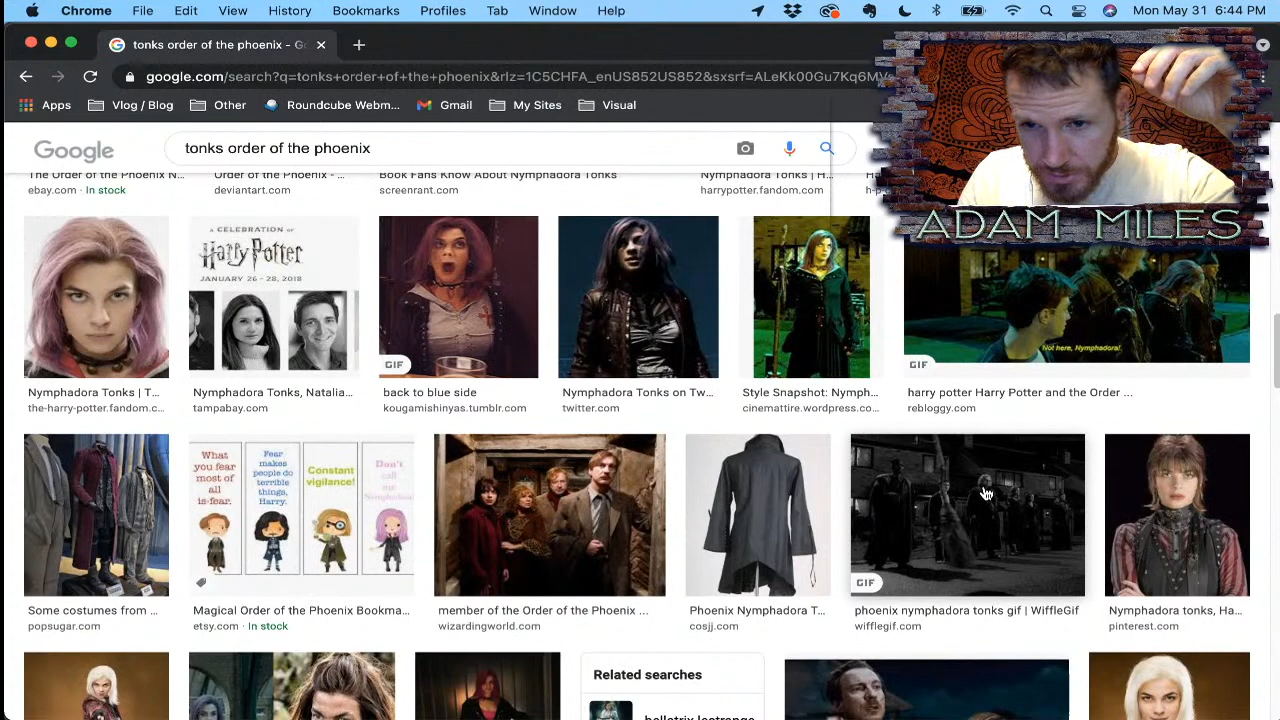 Chrome File Edit View History Bookmarks Profiles Tab Window Help Mon May 31 6:44 PM
tonks order of the phoenix - G
google.com/search?q=tonks+order+of+the+phoenix&rlz=1C5CHFA_enUS852US852&sxsrf=ALeKk00Gu7Kq6MV
Apps Vlog / Blog Other Roundcube Webm... Gmail My Sites Visual
Google tonks order of the phoenix
ADAM MILES
The Order of the Phoenix N... Order of the Phoenix - ... Book Fans Know About Nymphadora Tonks Nymphadora Tonks | H...
ebay.com · In stock deviantart.com screenrant.com harrypotter.fandom.com
A CELEBRATION of
Harry Potter
JANUARY 26 - 28, 2018
Not here, Nymphadora!
GIF GIF
Nymphadora Tonks | T... Nymphadora Tonks, Natalia... back to blue side Nymphadora Tonks on Tw... Style Snapshot: Nymph... harry potter Harry Potter and the Order ...
the-harry-potter.fandom.c... tampabay.com kougamishinyas.tumblr.com twitter.com cinemattire.wordpress.co... rebloggy.com
What you fear most of all is-fear.
Fear makes people do terrible things, Harry.
Constant vigilance!
Don't call me Nymphadora
GIF
Some costumes from ... Magical Order of the Phoenix Bookma... member of the Order of the Phoenix ... Phoenix Nymphadora T... phoenix nymphadora tonks gif | WiffleGif Nymphadora tonks, Ha...
popsugar.com etsy.com · In stock wizardingworld.com cosjj.com wifflegif.com pinterest.com
Related searches
bellatrix lestrange